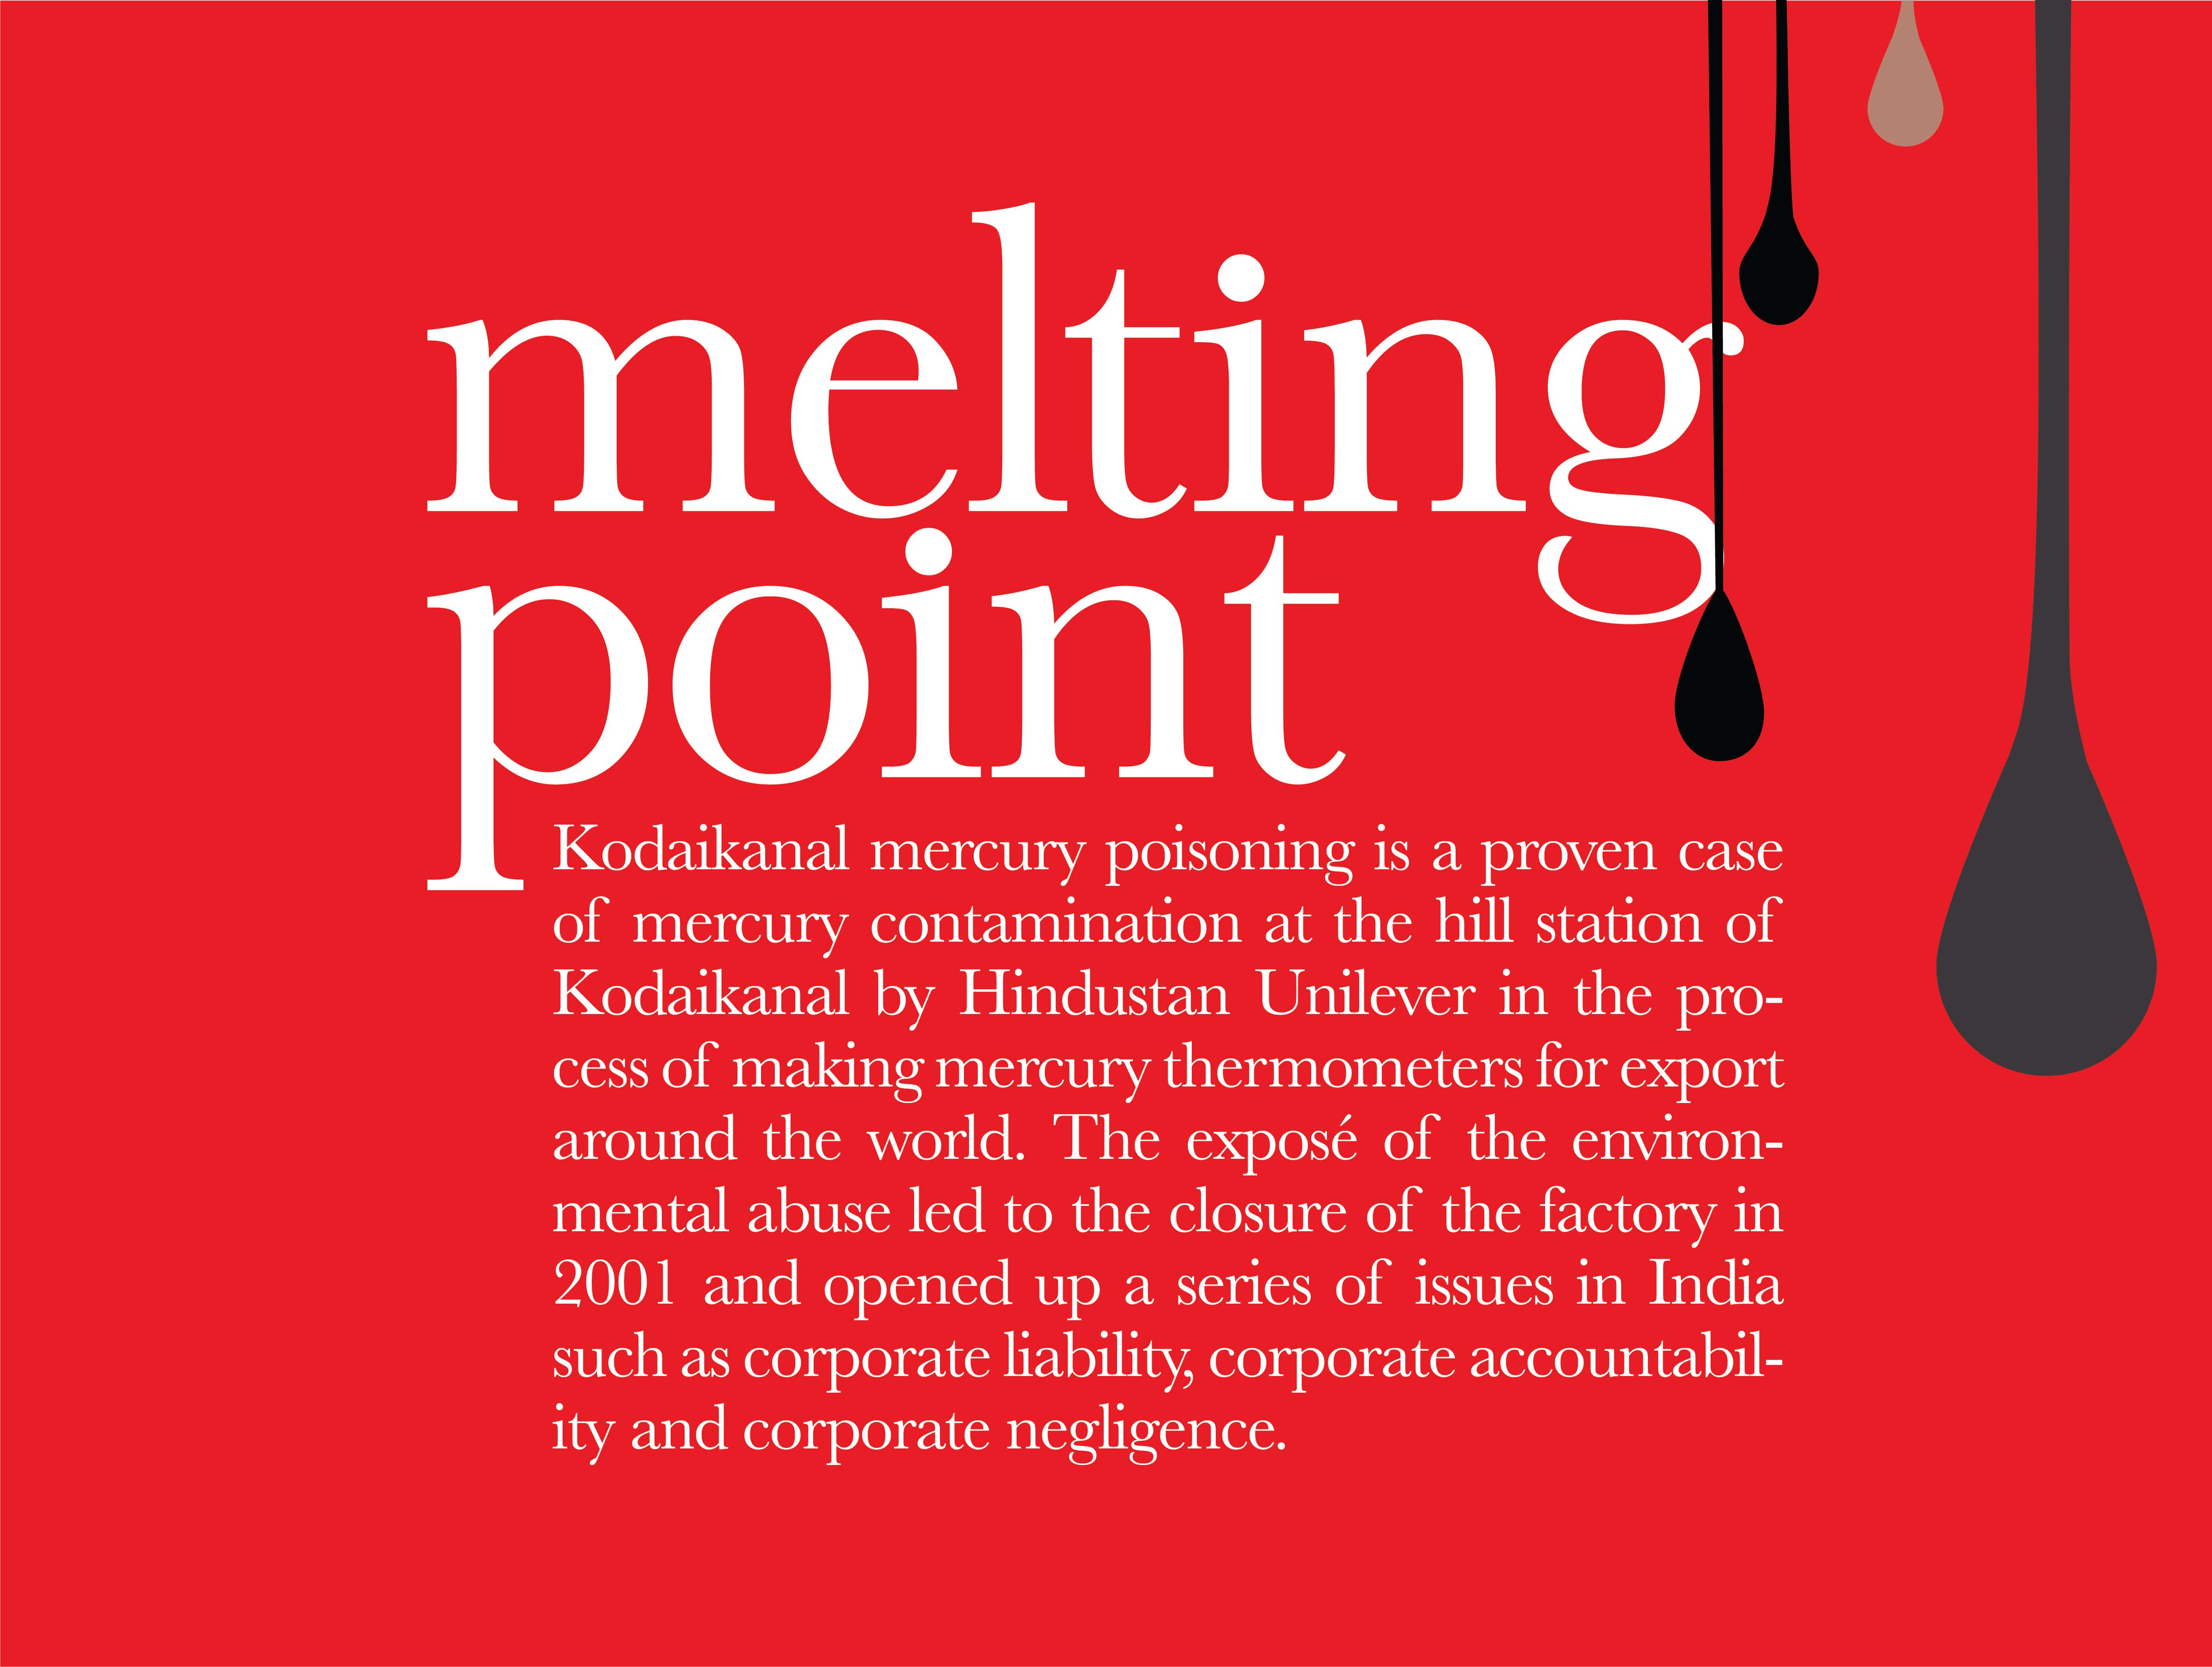 melting
point
Kodaikanal mercury poisoning is a proven case
of mercury contamination at the hill station of
Kodaikanal by Hindustan Unilever in the pro-
cess of making mercury thermometers for export
around the world. The exposé of the environ-
mental abuse led to the closure of the factory in
2001 and opened up a series of issues in India
such as corporate liability, corporate accountabil-
ity and corporate negligence.